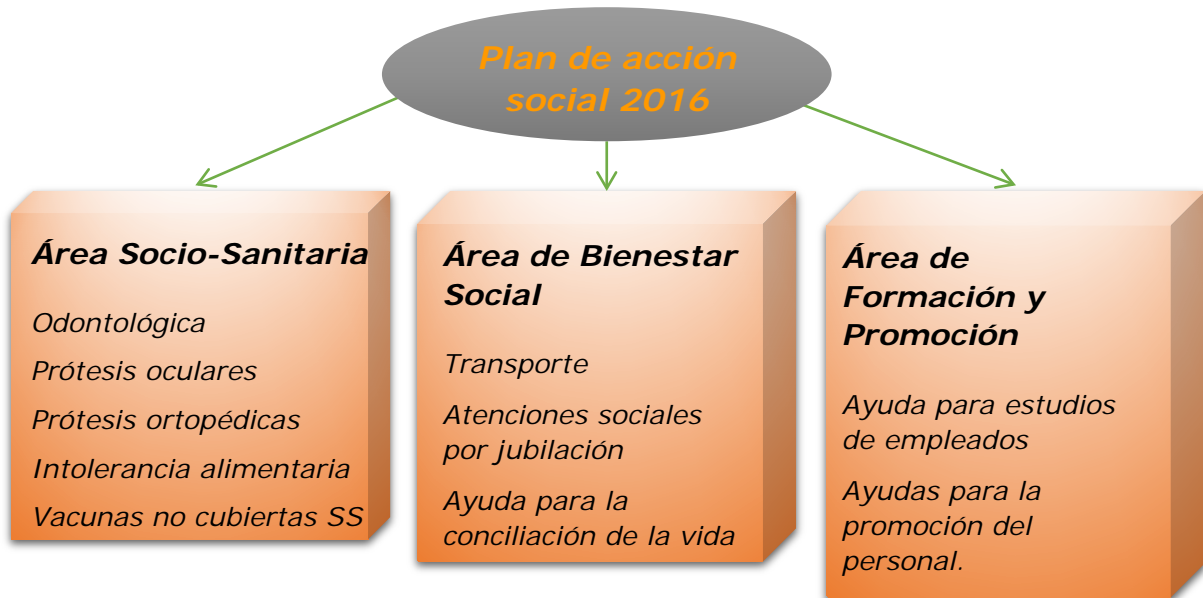 Plan de acción
social 2016
Área Socio-Sanitaria
Odontológica
Prótesis oculares
Prótesis ortopédicas
Intolerancia alimentaria
Vacunas no cubiertas SS
Área de Bienestar
Social
Transporte
Atenciones sociales
por jubilación
Ayuda para la
conciliación de la vida
Área de
Formación y
Promoción
Ayuda para estudios
de empleados
Ayudas para la
promoción del
personal.